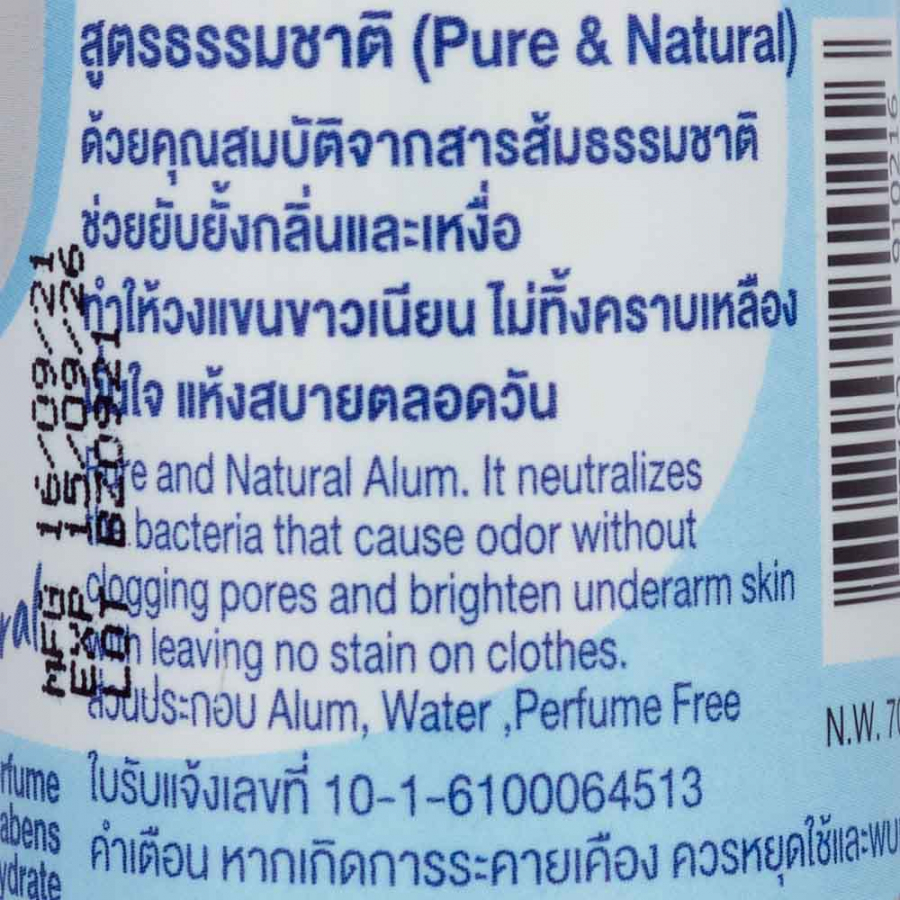 สูตรธรรมชาติ (Pure & Natural)
ด้วยคุณสมบัติจากสารส้มธรรมชาติ
ช่วยยับยั้งกลิ่นและเหงื่อ
ทำให้วงแขนขาวเนียน ไม่ทิ้งคราบเหลือง
แห้งสบายตลอดวัน
Pure and Natural Alum. It neutralizes
the bacteria that cause odor without
clogging pores and brighten underarm skin
with leaving no stain on clothes.
ส่วนประกอบ Alum, Water ,Perfume Free
ใบรับแจ้งเลขที่ 10-1-6100064513
คำเตือน หากเกิดการระคายเคือง ควรหยุดใช้และพบ
MFG 16/09/21
EXP 15/09/26
N.W.